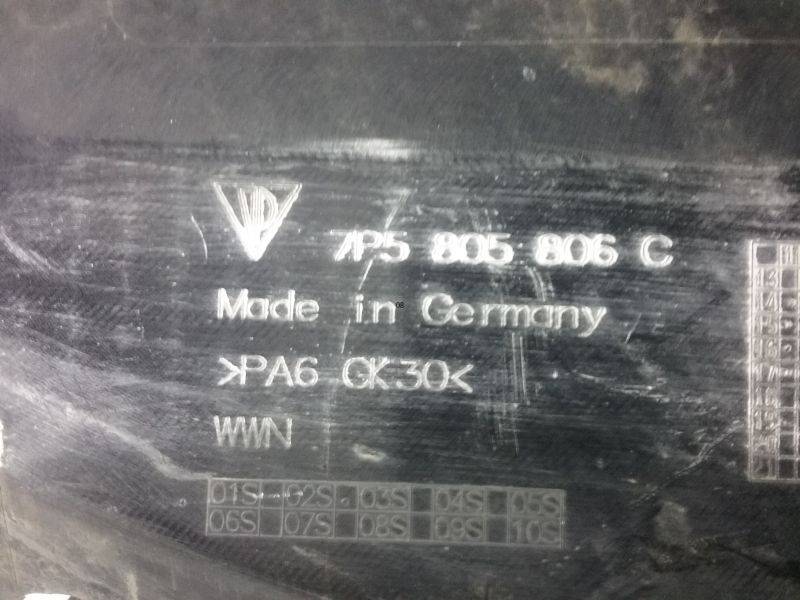 7P5 805 806 C
Made in Germany
>PA6 GK30<
WWN
01S 02S 03S 04S 05S
06S 07S 08S 09S 10S